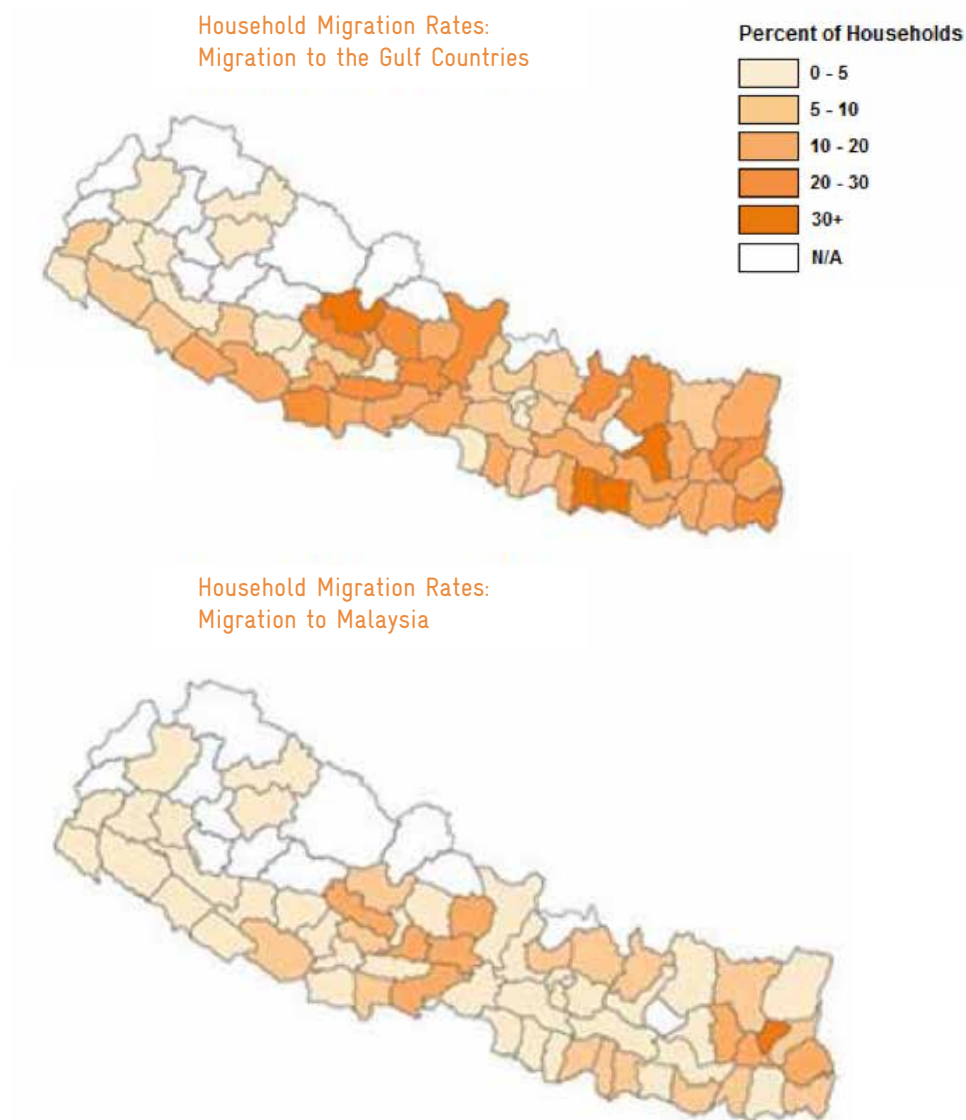 Household Migration Rates:
Migration to the Gulf Countries
Percent of Households
0 - 5
5 - 10
10 - 20
20 - 30
30+
N/A
Household Migration Rates:
Migration to Malaysia